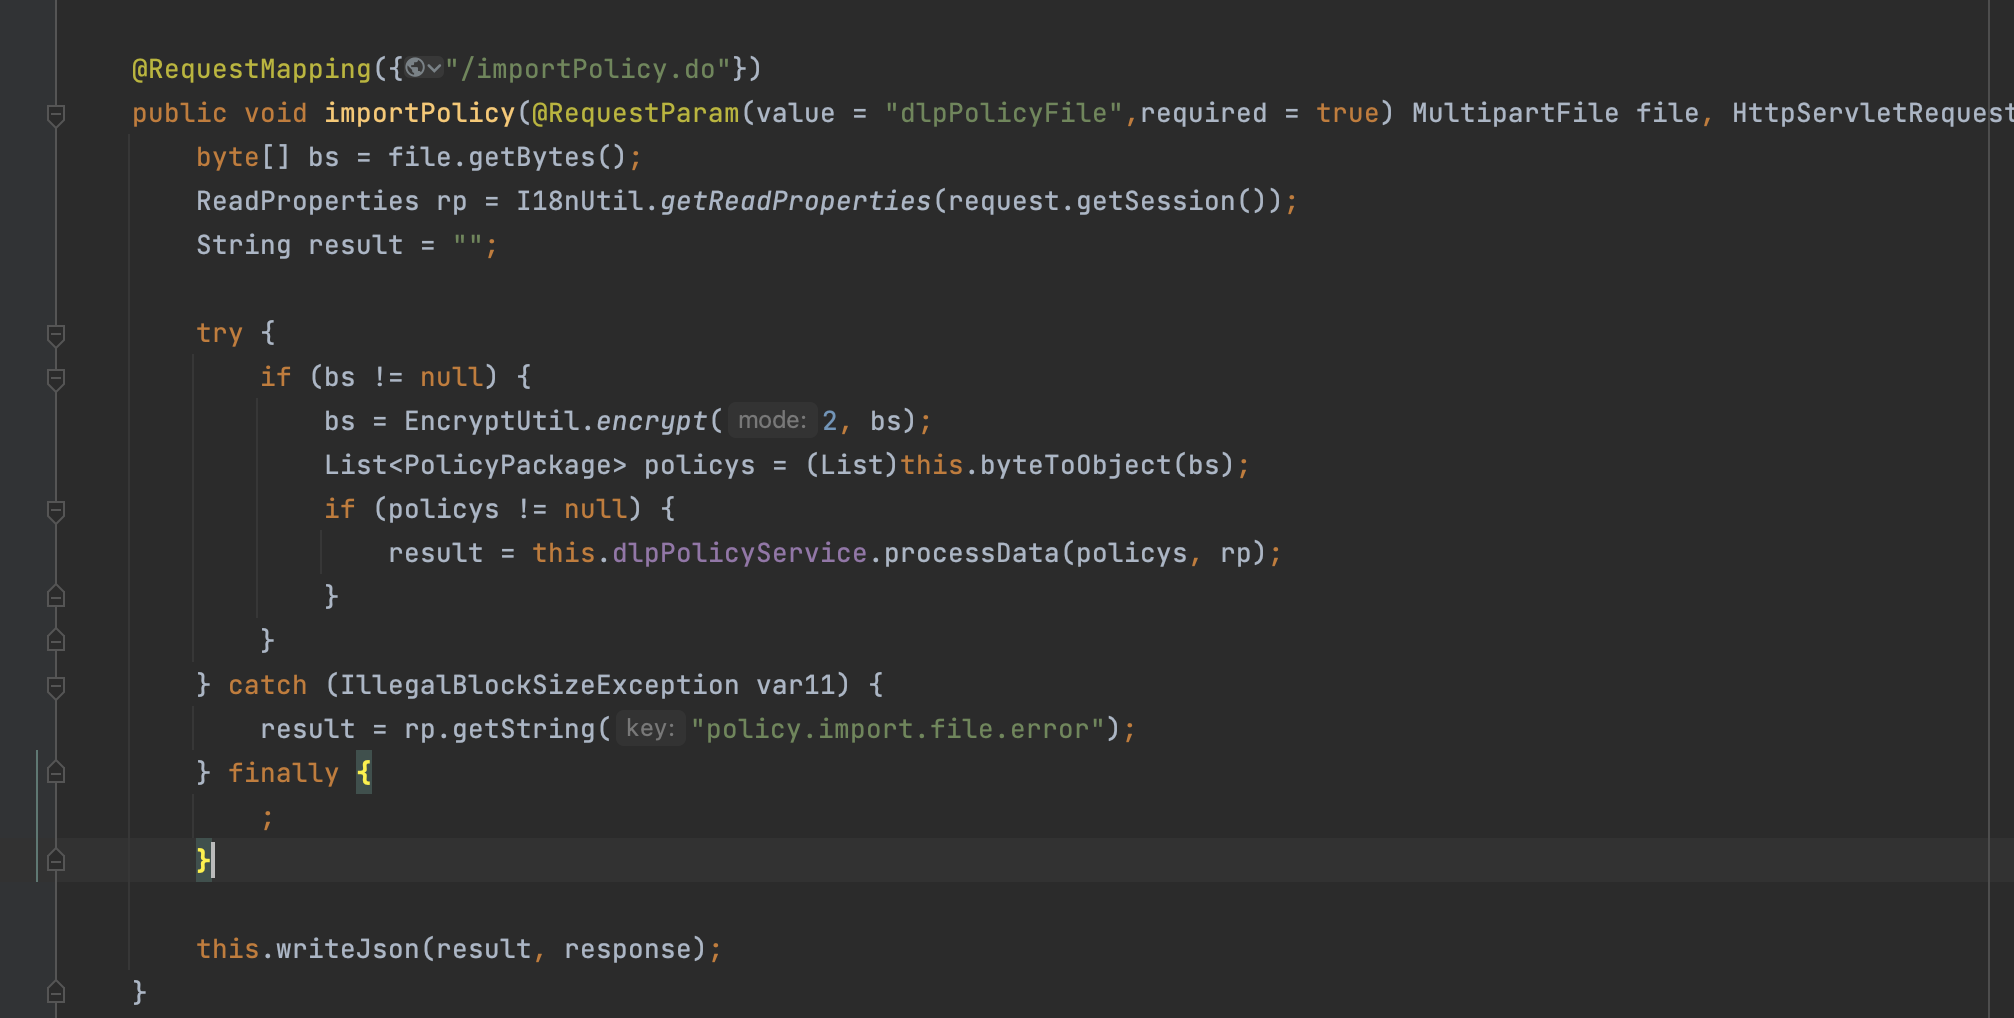 @RequestMapping({"/importPolicy.do"})
public void importPolicy(@RequestParam(value = "dlpPolicyFile",required = true) MultipartFile file, HttpServletRequest
byte[] bs = file.getBytes();
ReadProperties rp = I18nUtil.getReadProperties(request.getSession());
String result = "";
try {
if (bs != null) {
bs = EncryptUtil.encrypt( mode: 2, bs);
List<PolicyPackage> policys = (List)this.byteToObject(bs);
if (policys != null) {
result = this.dlpPolicyService.processData(policys, rp);
}
}
} catch (IllegalBlockSizeException var11) {
result = rp.getString( key: "policy.import.file.error");
} finally {
;
}
this.writeJson(result, response);
}